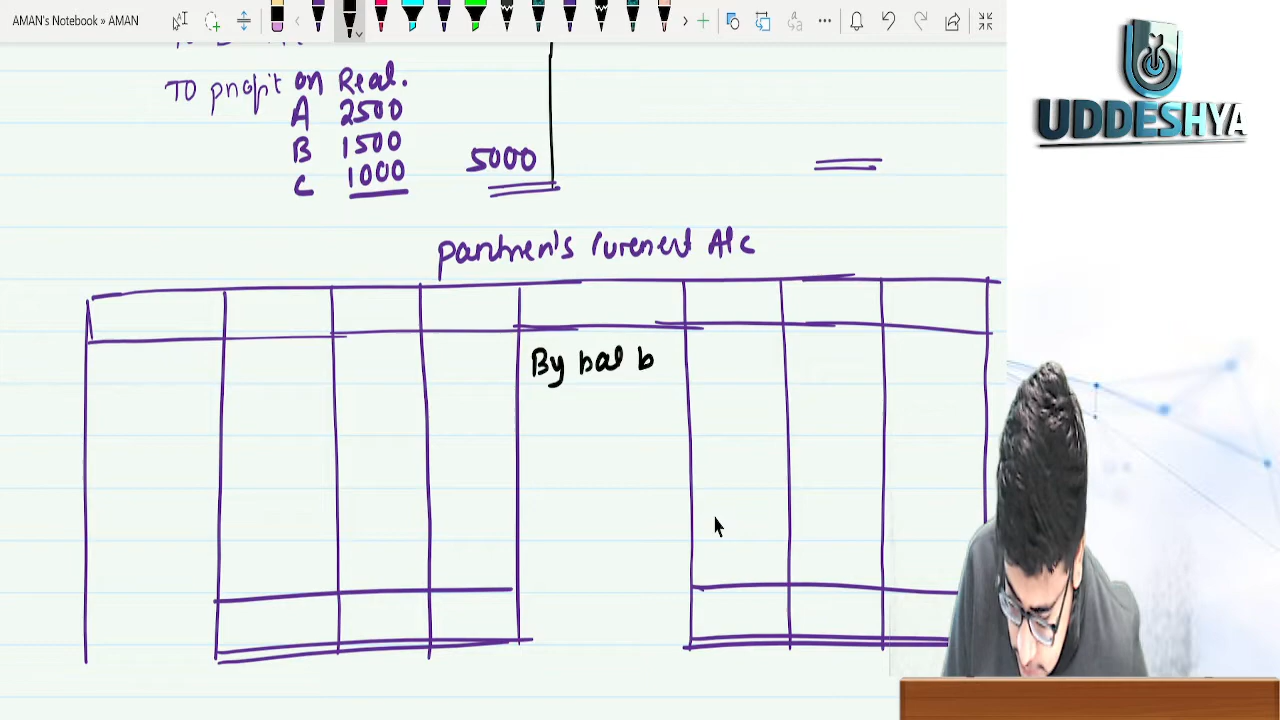 AMAN's Notebook » AMAN
UDDESHYA
TO profit on Real.
A 2500
B 1500
C 1000 5000
Partner's Current A/c
By bal b